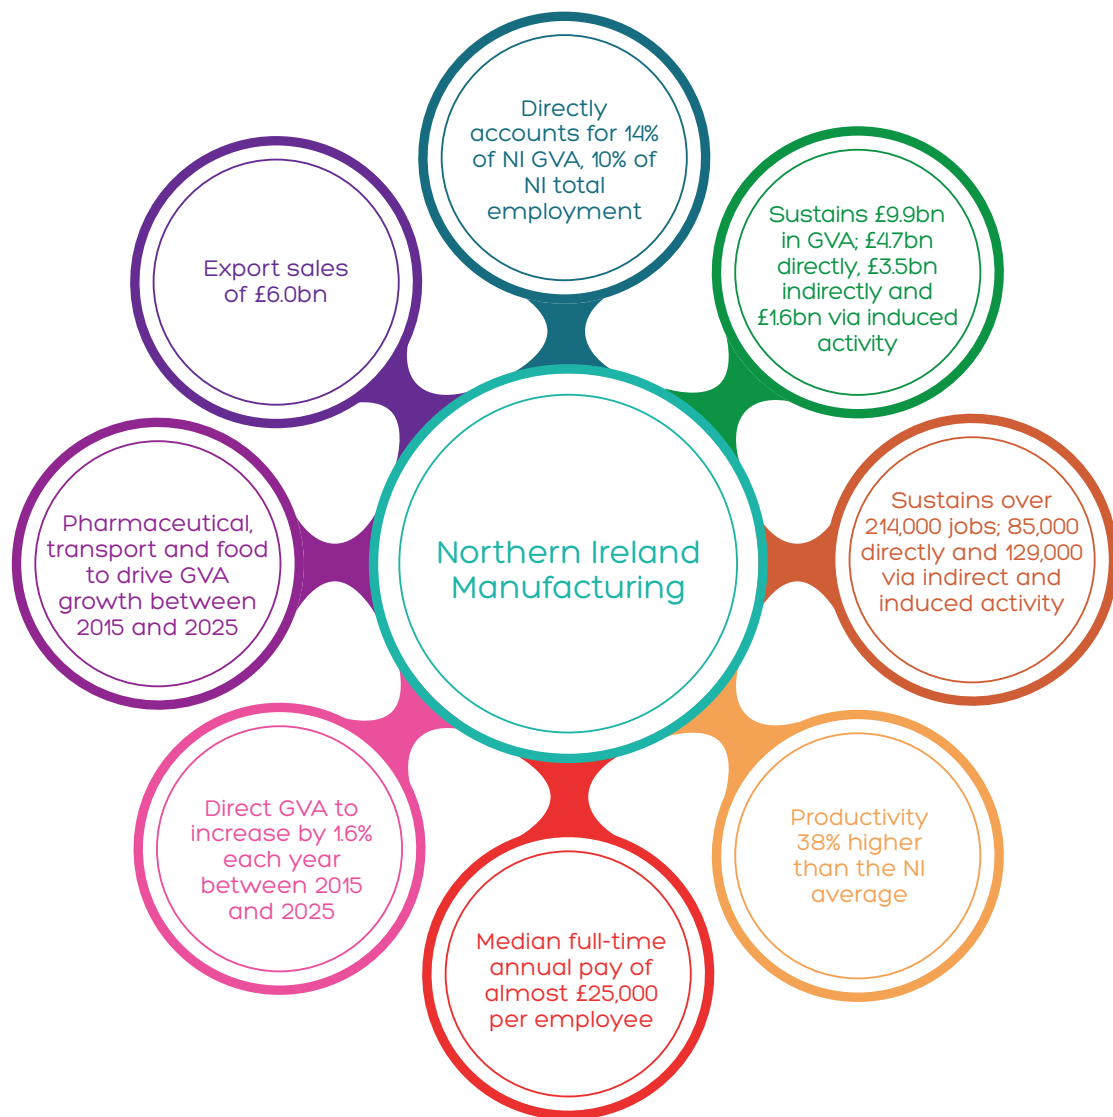 Directly
accounts for 14%
of NI GVA, 10% of
NI total
employment
Sustains £9.9bn
in GVA; £4.7bn
directly, £3.5bn
indirectly and
£1.6bn via induced
activity
Export sales
of £6.0bn
Northern Ireland
Manufacturing
Sustains over
214,000 jobs; 85,000
directly and 129,000
via indirect and
induced activity
Pharmaceutical,
transport and food
to drive GVA
growth between
2015 and 2025
Direct GVA to
increase by 1.6%
each year
between 2015
and 2025
Productivity
38% higher
than the NI
average
Median full-time
annual pay of
almost £25,000
per employee